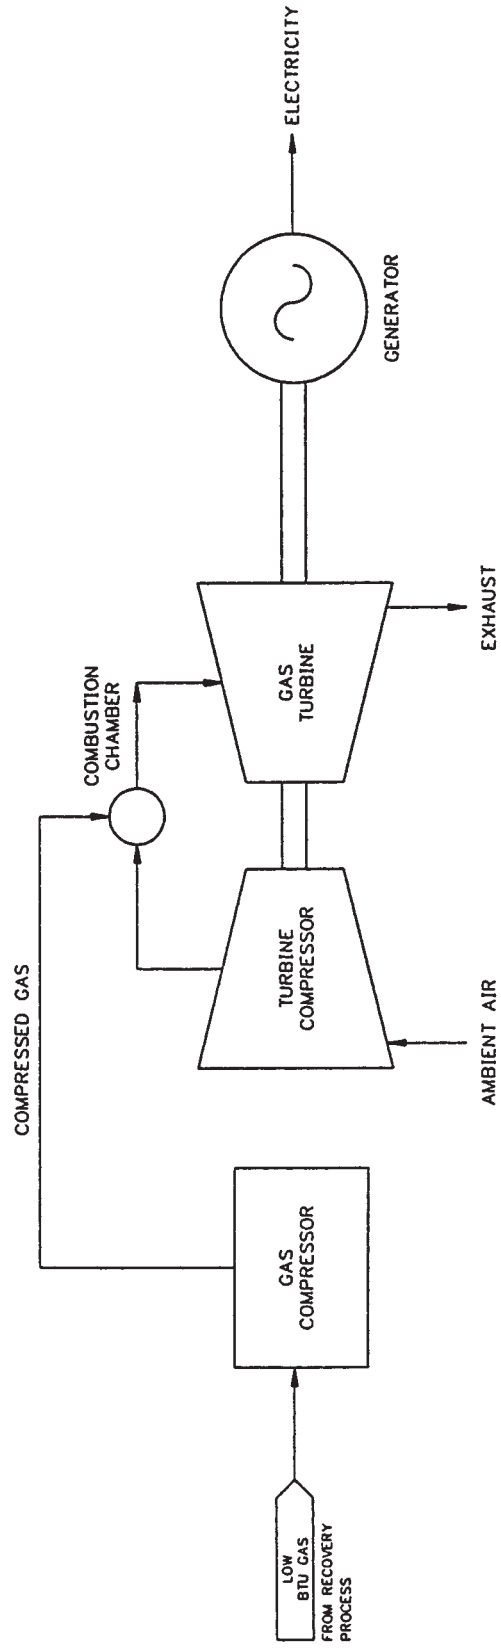 LOW
BTU GAS
FROM RECOVERY
PROCESS
GAS
COMPRESSOR
COMPRESSED GAS
TURBINE
COMPRESSOR
AMBIENT AIR
COMBUSTION
CHAMBER
GAS
TURBINE
EXHAUST
GENERATOR
ELECTRICITY